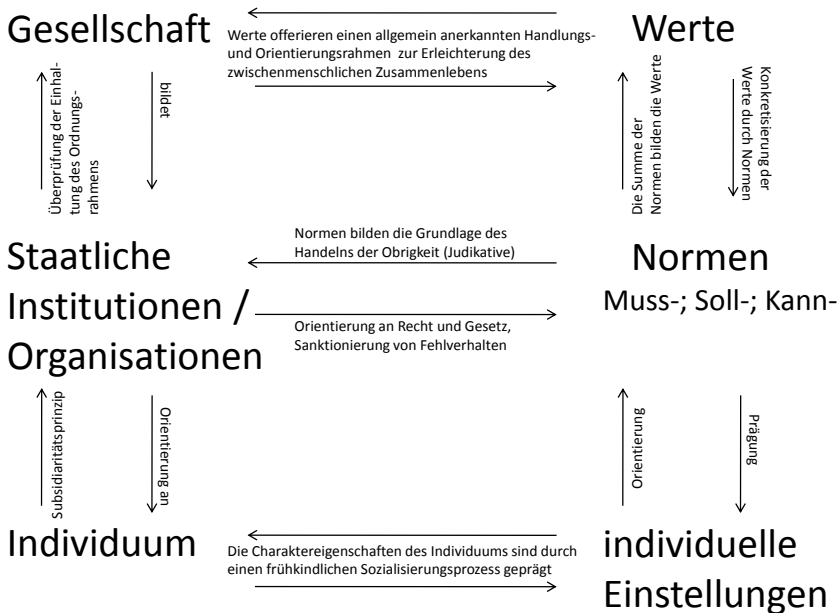 Gesellschaft
Werte offerieren einen allgemein anerkannten Handlungs-
und Orientierungsrahmen zur Erleichterung des
zwischenmenschlichen Zusammenlebens
Werte
Überprüfung der Einhal-
tung des Ordnungs-
rahmens
bildet
Die Summe der
Normen bilden die Werte
Konkretisierung der
Werte durch Normen
Staatliche
Institutionen /
Organisationen
Normen bilden die Grundlage des
Handelns der Obrigkeit (Judikative)
Orientierung an Recht und Gesetz,
Sanktionierung von Fehlverhalten
Normen
Muss-; Soll-; Kann-
Subsidiaritätsprinzip
Orientierung an
Orientierung
Prägung
Individuum
Die Charaktereigenschaften des Individuums sind durch
einen frühkindlichen Sozialisierungsprozess geprägt
individuelle
Einstellungen